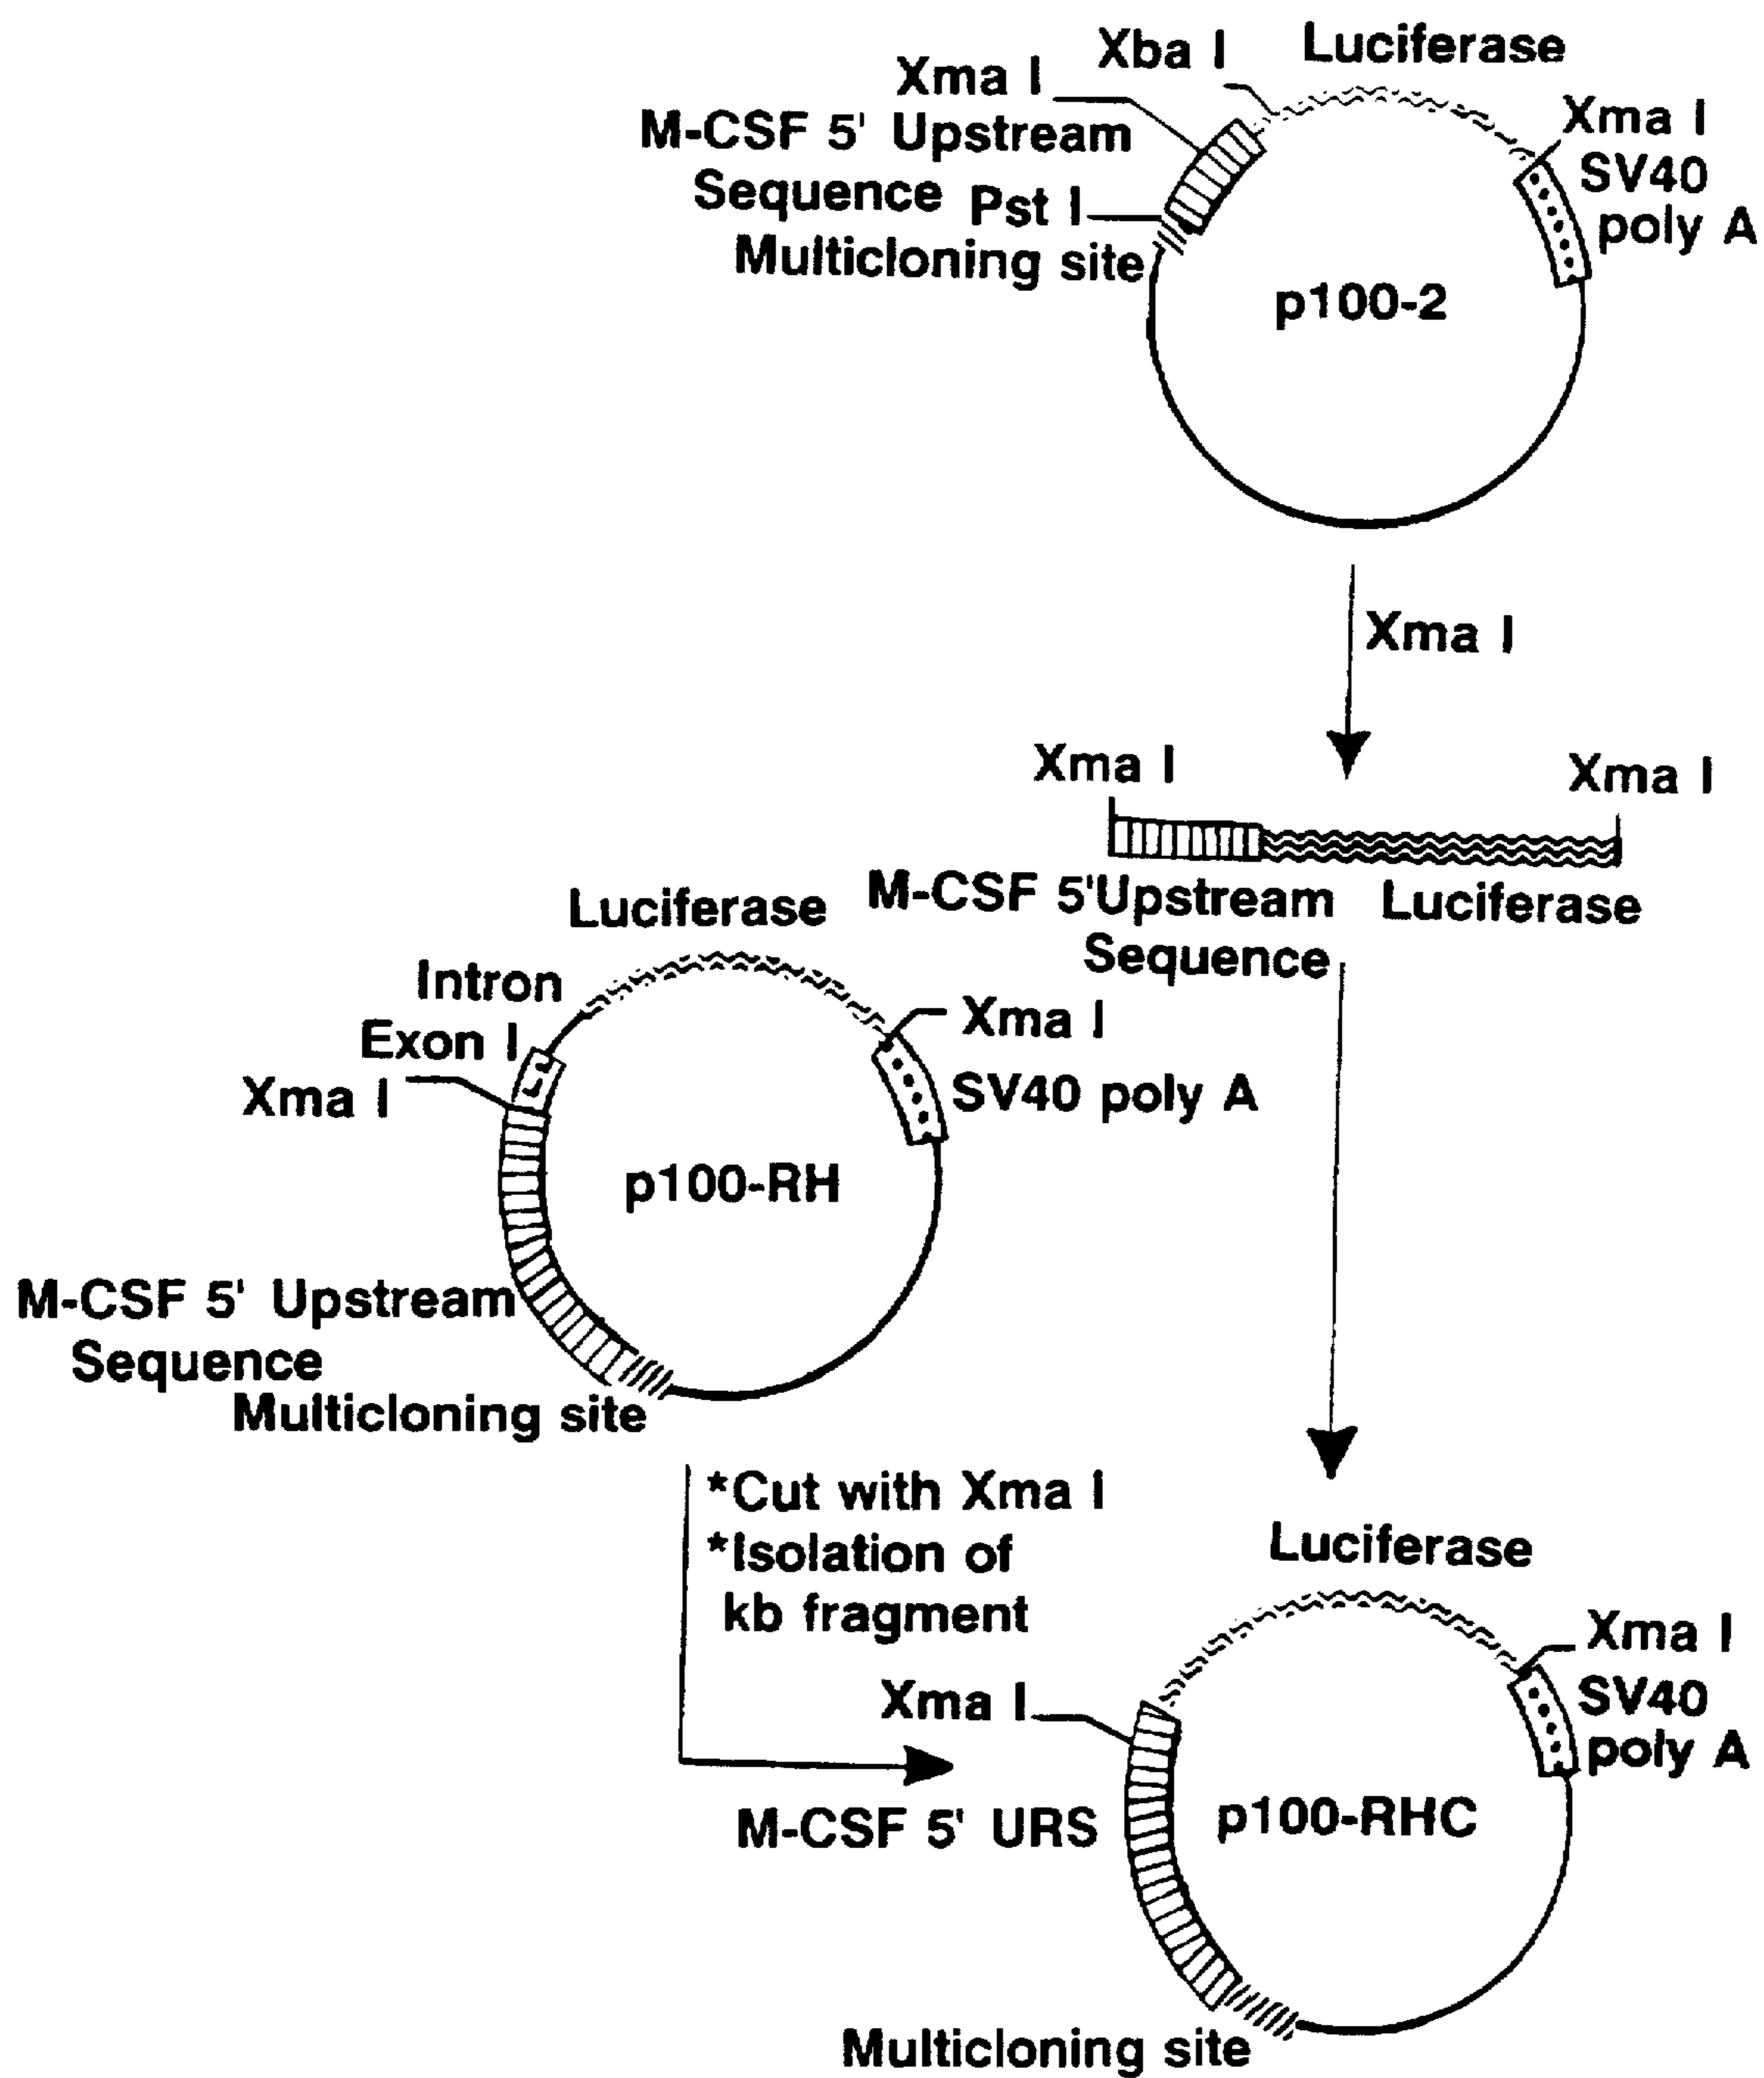 Xba I
Luciferase
Xma I
Xma I
M-CSF 5' Upstream
Sequence
SV40
poly A
Pst I
Multicloning site
p100-2
Xma I
Xma I
Xma I
M-CSF 5'Upstream
Sequence
Luciferase
Luciferase
Intron
Exon I
Xma I
Xma I
SV40 poly A
p100-RH
M-CSF 5' Upstream
Sequence
Multicloning site
*Cut with Xma I
*Isolation of
kb fragment
Luciferase
Xma I
SV40
poly A
Xma I
M-CSF 5' URS
p100-RHC
Multicloning site